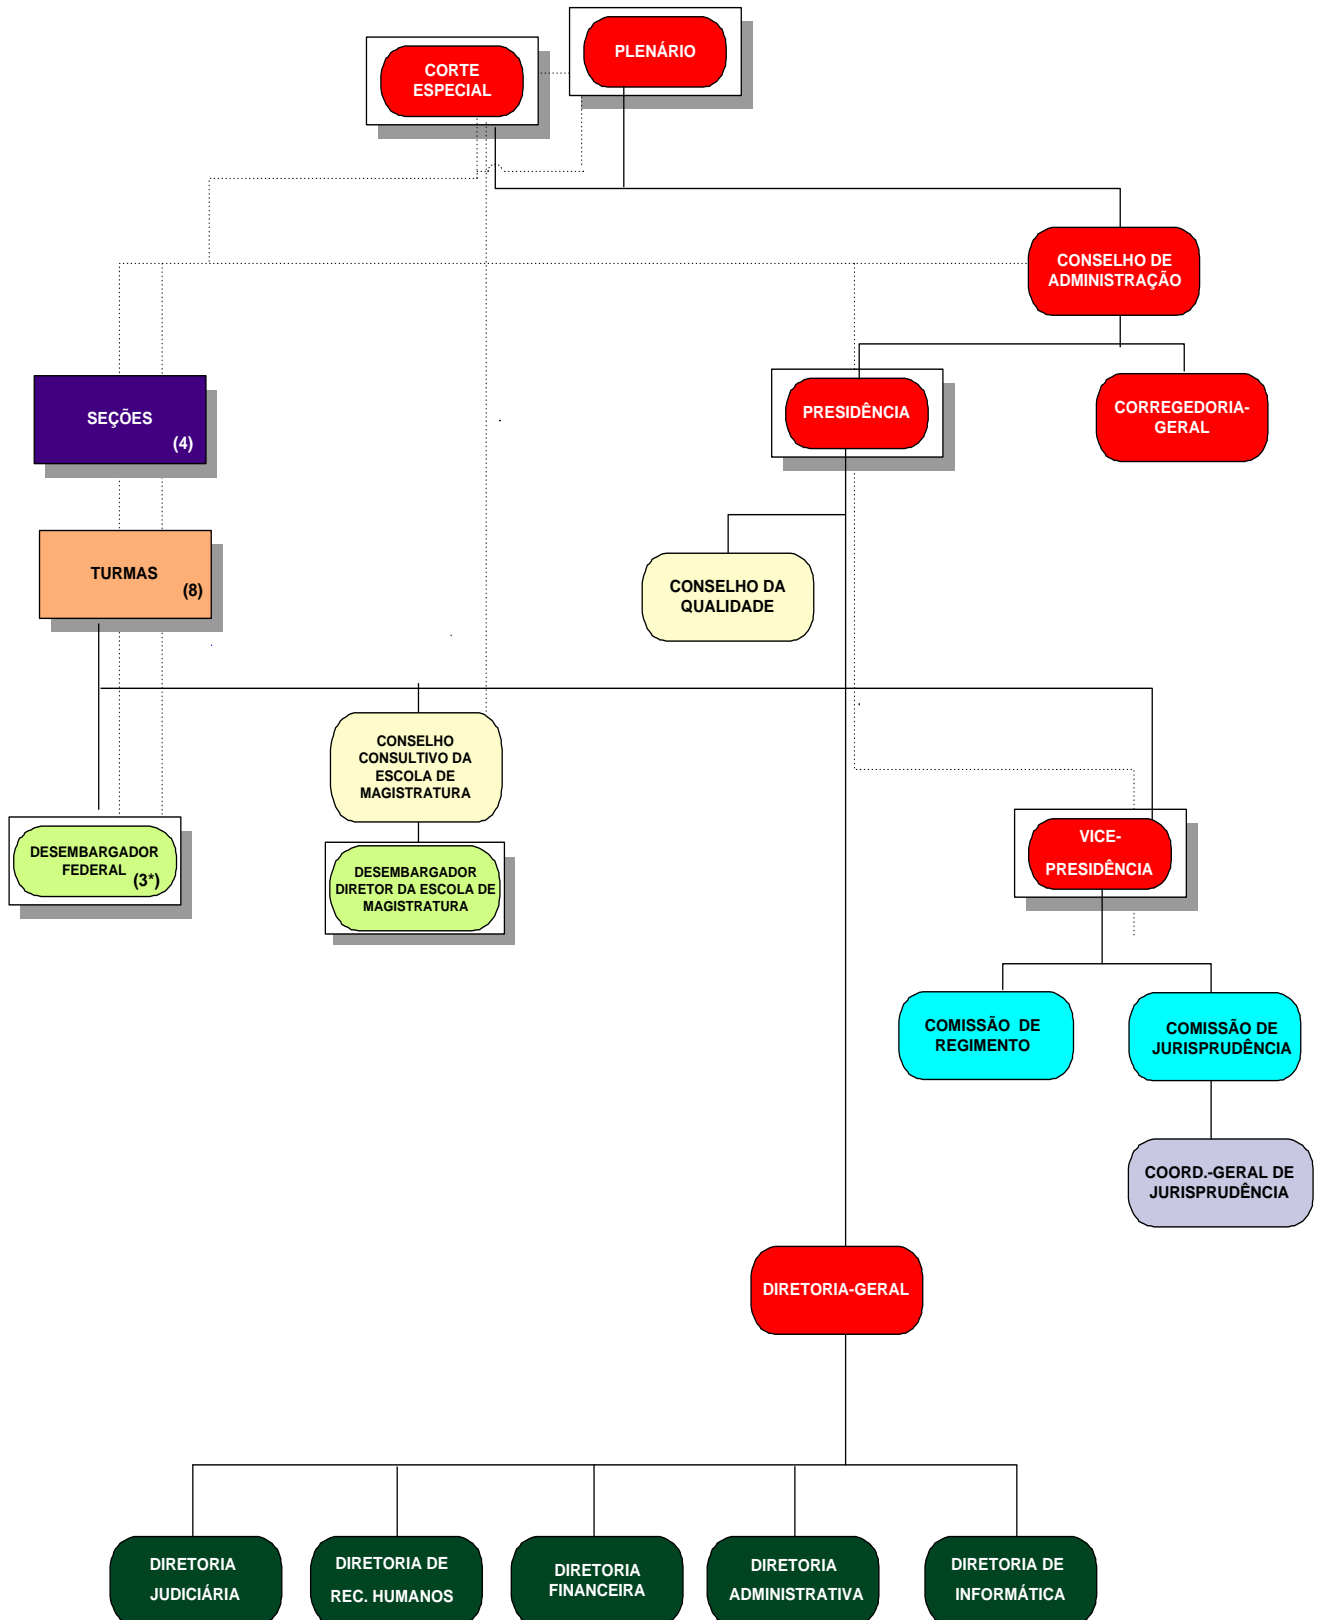 PLENÁRIO
CORTE
ESPECIAL
CONSELHO DE
ADMINISTRAÇÃO
SEÇÕES
(4)
PRESIDÊNCIA
CORREGEDORIA-
GERAL
TURMAS
(8)
CONSELHO DA
QUALIDADE
CONSELHO
CONSULTIVO DA
ESCOLA DE
MAGISTRATURA
DESEMBARGADOR
FEDERAL
(3*)
DESEMBARGADOR
DIRETOR DA ESCOLA DE
MAGISTRATURA
VICE-
PRESIDÊNCIA
COMISSÃO DE
REGIMENTO
COMISSÃO DE
JURISPRUDÊNCIA
COORD.-GERAL DE
JURISPRUDÊNCIA
DIRETORIA-GERAL
DIRETORIA
JUDICIÁRIA
DIRETORIA DE
REC. HUMANOS
DIRETORIA
FINANCEIRA
DIRETORIA
ADMINISTRATIVA
DIRETORIA DE
INFORMÁTICA